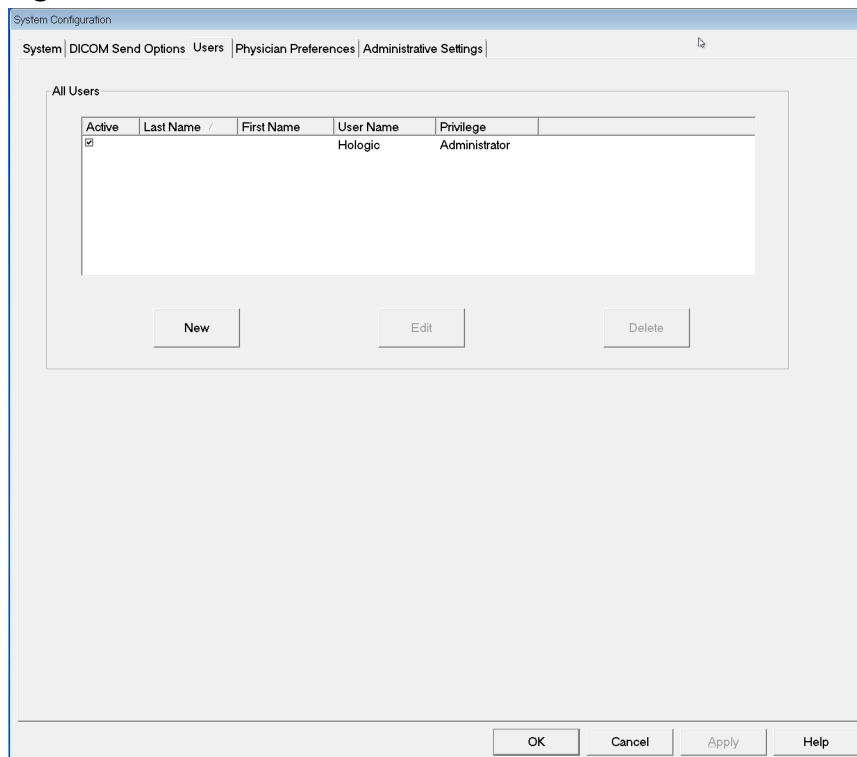 System Configuration
System DICOM Send Options Users Physician Preferences Administrative Settings
All Users
Active Last Name First Name User Name Privilege
Hologic Administrator
New Edit Delete
OK Cancel Apply Help